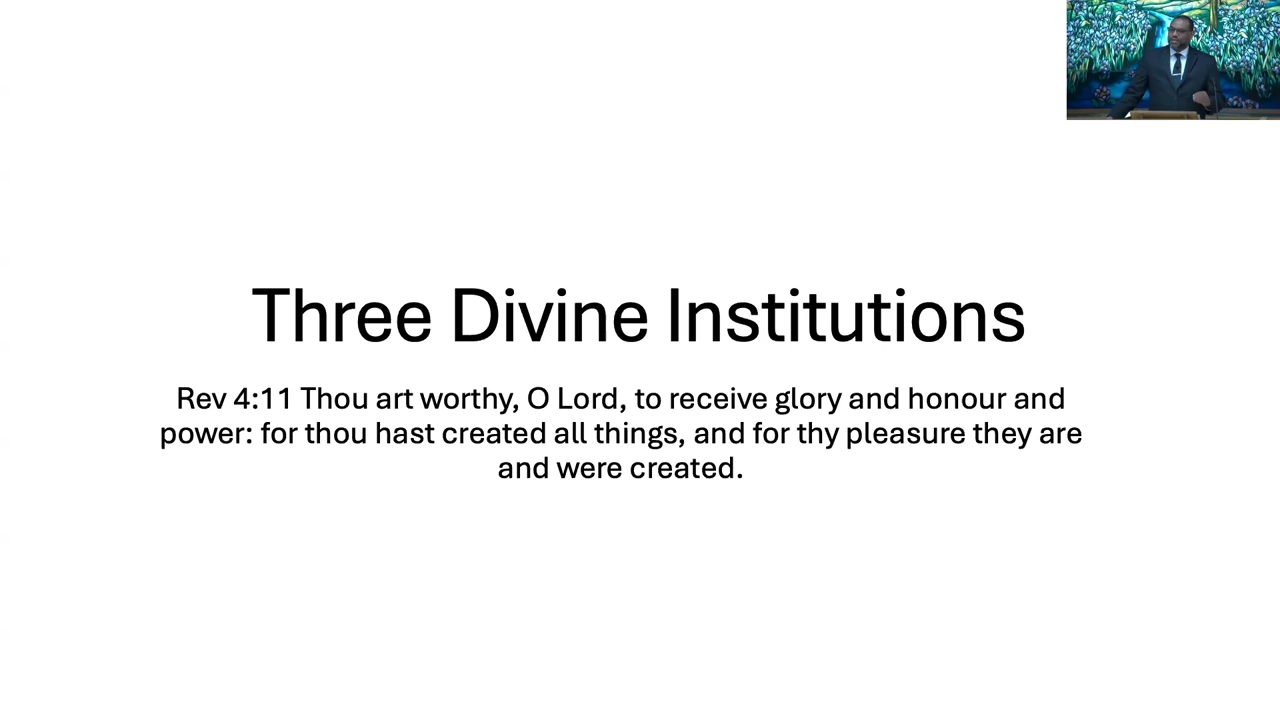 Three Divine Institutions
Rev 4:11 Thou art worthy, O Lord, to receive glory and honour and
power: for thou hast created all things, and for thy pleasure they are
and were created.